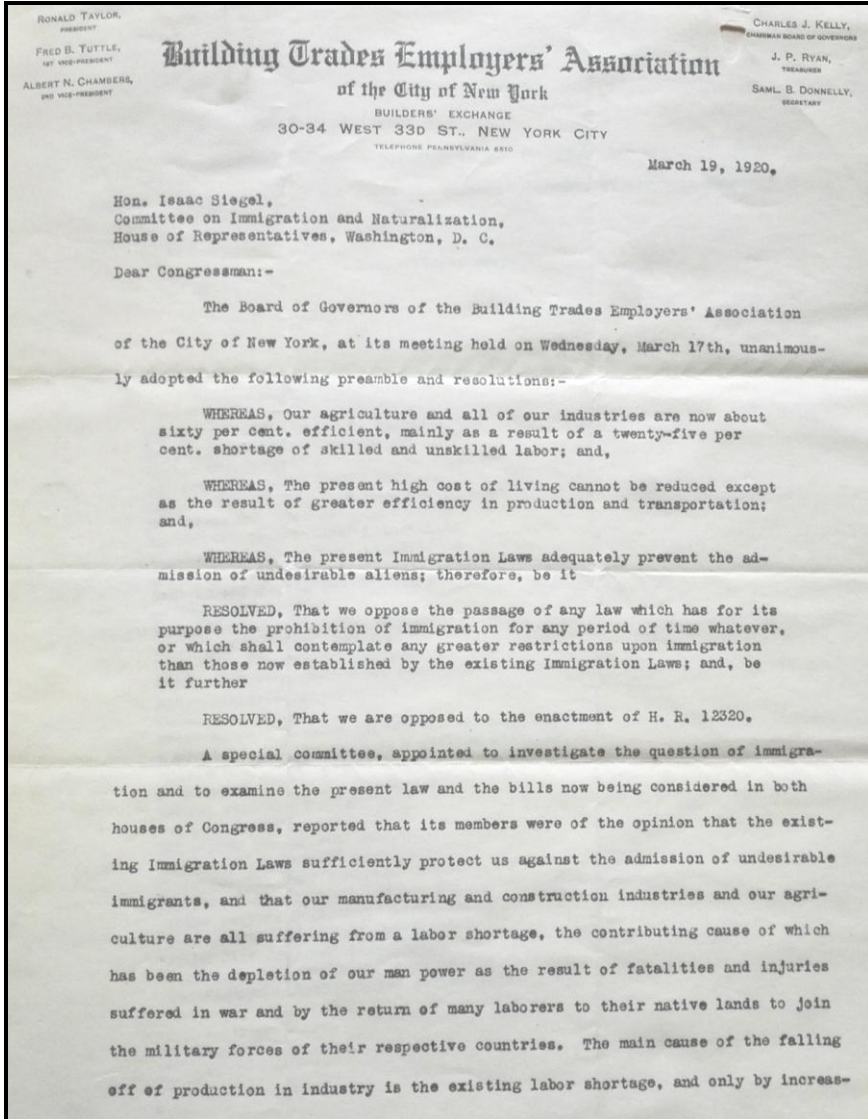 RONALD TAYLOR,
PRESIDENT
FRED B. TUTTLE,
1ST VICE-PRESIDENT
ALBERT N. CHAMBERS,
2ND VICE-PRESIDENT
CHARLES J. KELLY,
CHAIRMAN BOARD OF GOVERNORS
J. P. RYAN,
TREASURER
SAML. B. DONNELLY,
SECRETARY
Building Trades Employers' Association
of the City of New York
BUILDERS' EXCHANGE
30-34 WEST 33D ST., NEW YORK CITY
TELEPHONE PENNSYLVANIA 6510
March 19, 1920.
Hon. Isaac Siegel,
Committee on Immigration and Naturalization,
House of Representatives, Washington, D. C.
Dear Congressman:-
The Board of Governors of the Building Trades Employers' Association
of the City of New York, at its meeting held on Wednesday, March 17th, unanimous-
ly adopted the following preamble and resolutions:-
WHEREAS, Our agriculture and all of our industries are now about
sixty per cent. efficient, mainly as a result of a twenty-five per
cent. shortage of skilled and unskilled labor; and,
WHEREAS, The present high cost of living cannot be reduced except
as the result of greater efficiency in production and transportation;
and,
WHEREAS, The present Immigration Laws adequately prevent the ad-
mission of undesirable aliens; therefore, be it
RESOLVED, That we oppose the passage of any law which has for its
purpose the prohibition of immigration for any period of time whatever,
or which shall contemplate any greater restrictions upon immigration
than those now established by the existing Immigration Laws; and, be
it further
RESOLVED, That we are opposed to the enactment of H. R. 12320.
A special committee, appointed to investigate the question of immigra-
tion and to examine the present law and the bills now being considered in both
houses of Congress, reported that its members were of the opinion that the exist-
ing Immigration Laws sufficiently protect us against the admission of undesirable
immigrants, and that our manufacturing and construction industries and our agri-
culture are all suffering from a labor shortage, the contributing cause of which
has been the depletion of our man power as the result of fatalities and injuries
suffered in war and by the return of many laborers to their native lands to join
the military forces of their respective countries. The main cause of the falling
off of production in industry is the existing labor shortage, and only by increas-